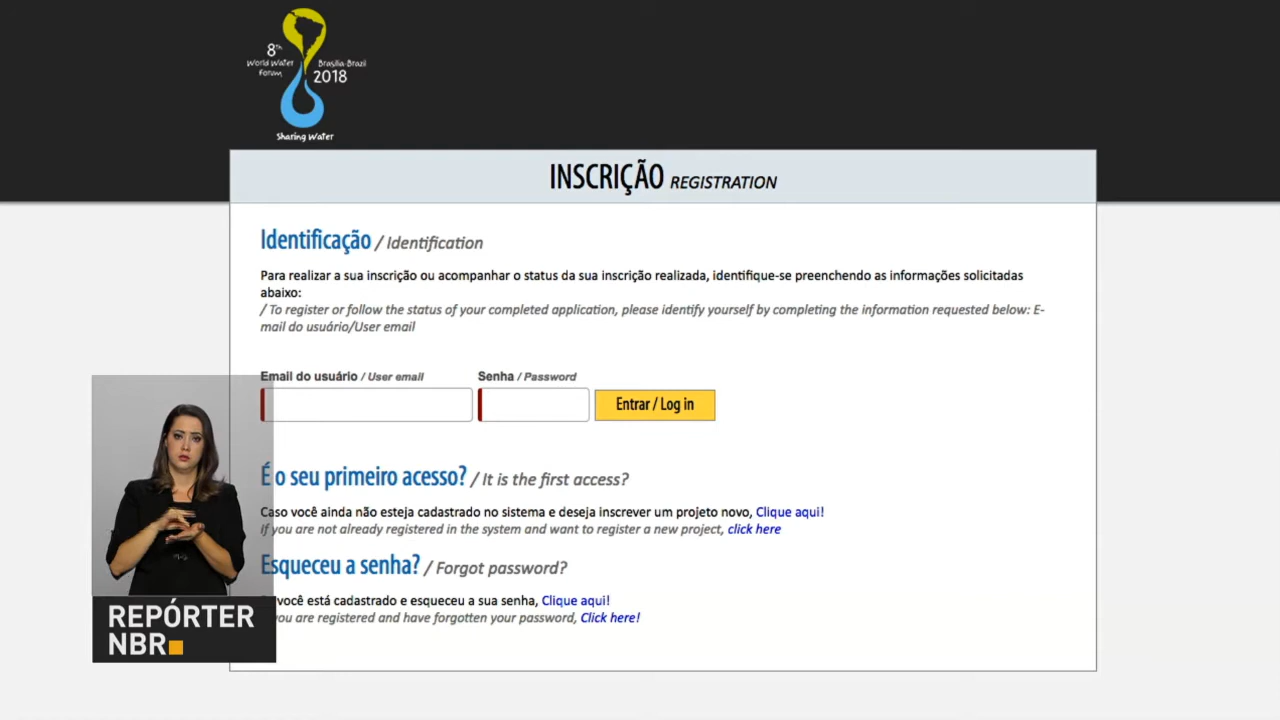 8th
World Water
Forum
Brasília-Brazil
2018
Sharing Water
INSCRIÇÃO REGISTRATION
Identificação / Identification
Para realizar a sua inscrição ou acompanhar o status da sua inscrição realizada, identifique-se preenchendo as informações solicitadas
abaixo:
/ To register or follow the status of your completed application, please identify yourself by completing the information requested below: E-
mail do usuário/User email
Email do usuário / User email
Senha / Password
Entrar / Log in
É o seu primeiro acesso? / It is the first access?
Caso você ainda não esteja cadastrado no sistema e deseja inscrever um projeto novo, Clique aqui!
If you are not already registered in the system and want to register a new project, click here
Esqueceu a senha? / Forgot password?
você está cadastrado e esqueceu a sua senha, Clique aqui!
you are registered and have forgotten your password, Click here!
REPÓRTER
NBR